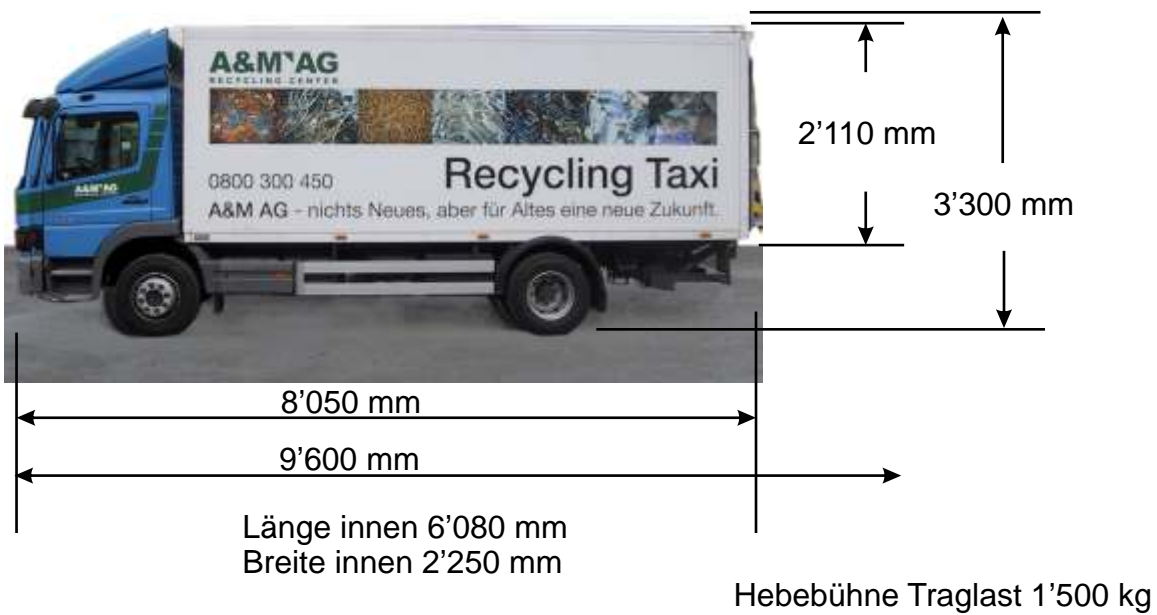 A&M AG
RECYCLING CENTER
0800 300 450
Recycling Taxi
A&M AG - nichts Neues, aber für Altes eine neue Zukunft.
A&M AG
2’110 mm
3’300 mm
8’050 mm
9’600 mm
Länge innen 6’080 mm
Breite innen 2’250 mm
Hebebühne Traglast 1’500 kg